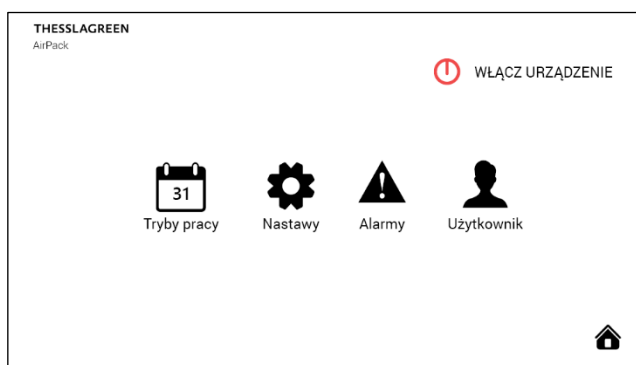 THESSLAGREEN
AirPack
WŁĄCZ URZĄDZENIE
31
Tryby pracy
Nastawy
Alarmy
Użytkownik